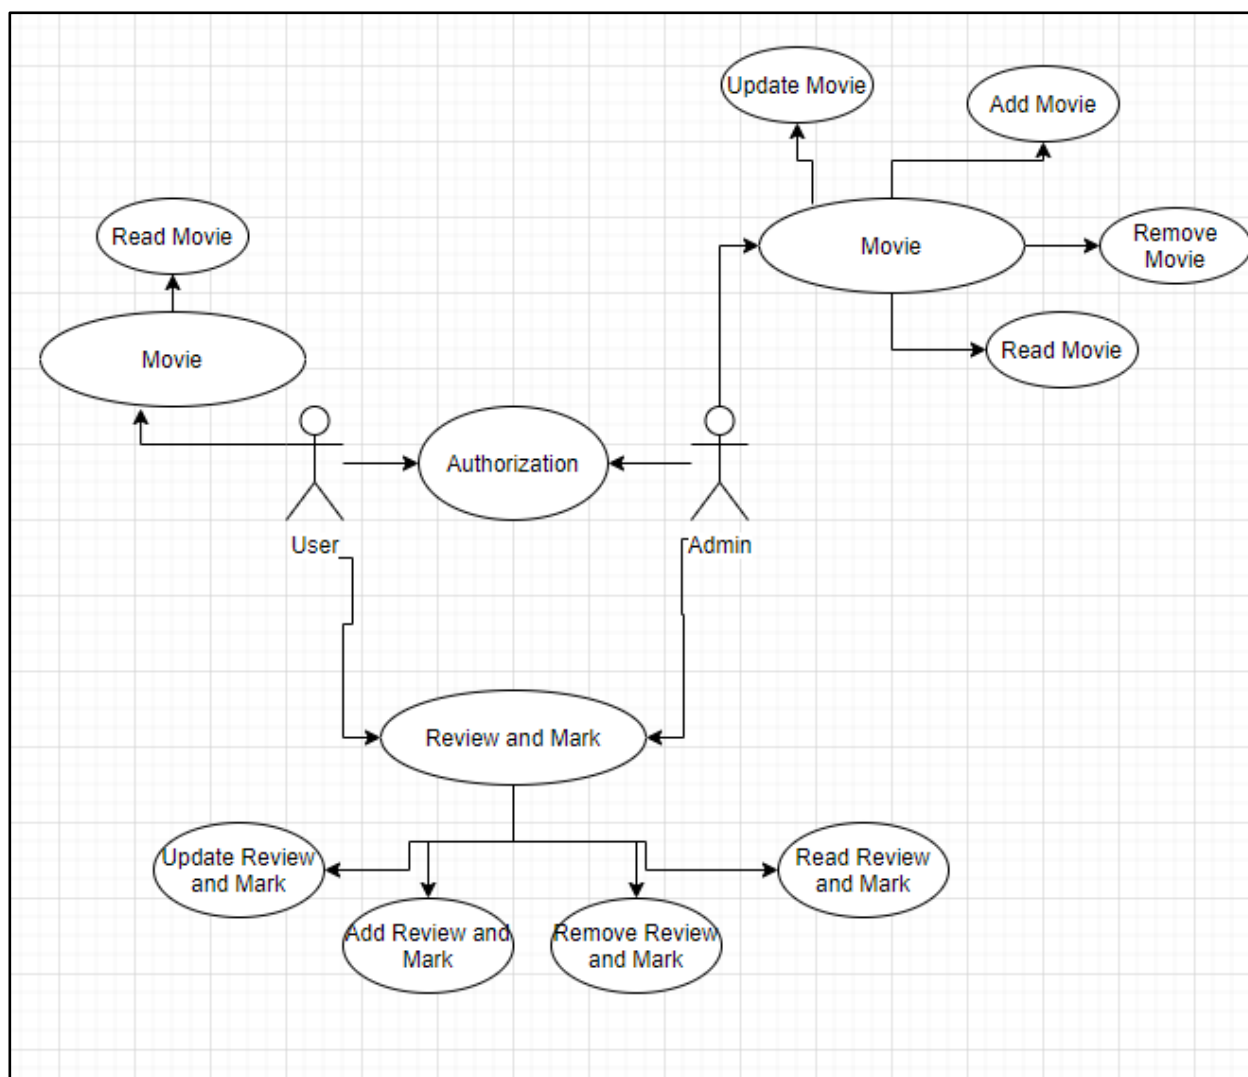 Update Movie
Add Movie
Read Movie
Movie
Remove
Movie
Read Movie
Movie
Authorization
User
Admin
Review and Mark
Update Review
and Mark
Read Review
and Mark
Add Review and
Mark
Remove Review
and Mark